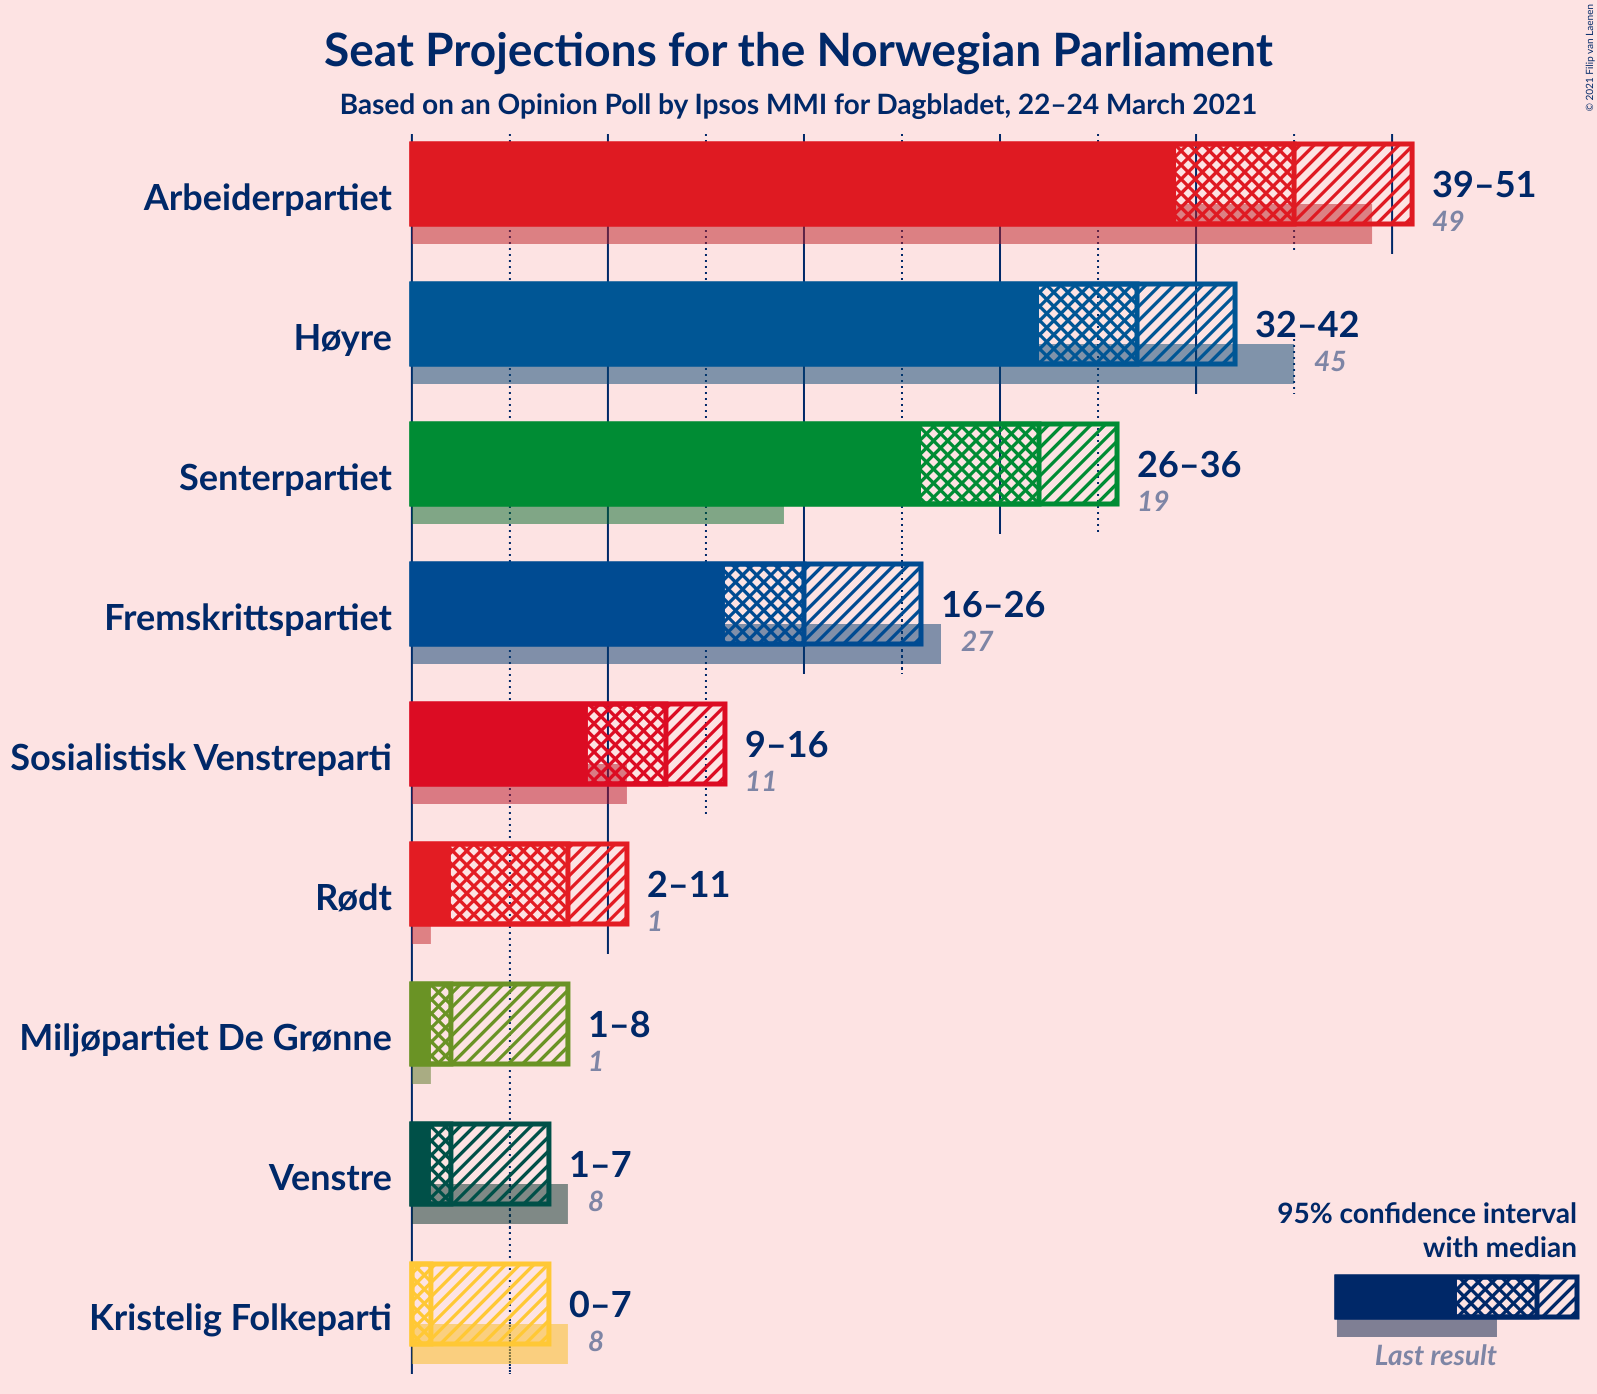 Seat Projections for the Norwegian Parliament
Based on an Opinion Poll by Ipsos MMI for Dagbladet, 22–24 March 2021
© 2021 Filip van Laenen
Arbeiderpartiet
39–51
49
Høyre
32–42
45
Senterpartiet
26–36
19
Fremskrittspartiet
16–26
27
Sosialistisk Venstreparti
9–16
11
Rødt
2–11
1
Miljøpartiet De Grønne
1–8
1
Venstre
1–7
8
Kristelig Folkeparti
0–7
8
95% confidence interval
with median
Last result